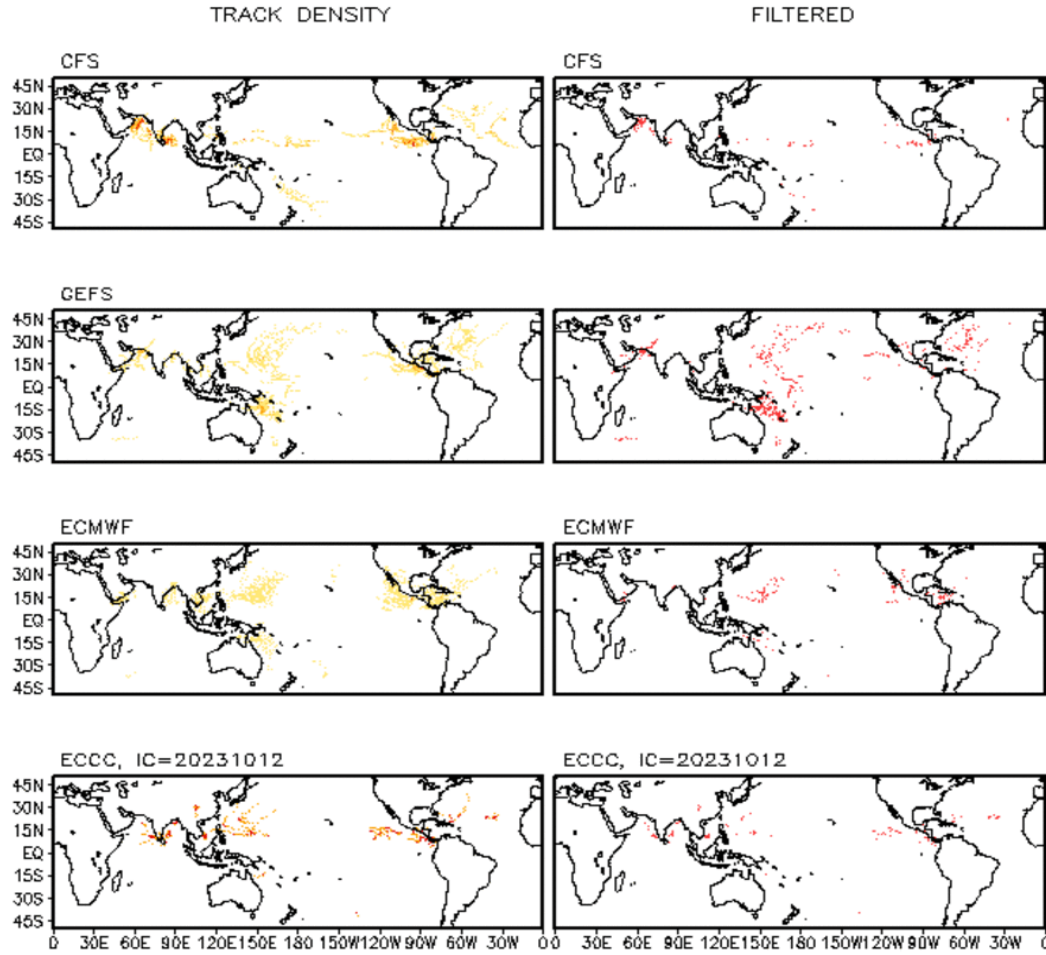 TRACK DENSITY FILTERED
CFS CFS
45N
30N
15N
EQ
15S
30S
45S
GEFS GEFS
45N
30N
15N
EQ
15S
30S
45S
ECMWF ECMWF
45N
30N
15N
EQ
15S
30S
45S
ECCC, IC=20231012 ECCC, IC=20231012
45N
30N
15N
EQ
15S
30S
45S
0 30E 60E 90E 120E 150E 180 150W 120W 90W 60W 30W 0 30E 60E 90E 120E 150E 180 150W 120W 90W 60W 30W 0